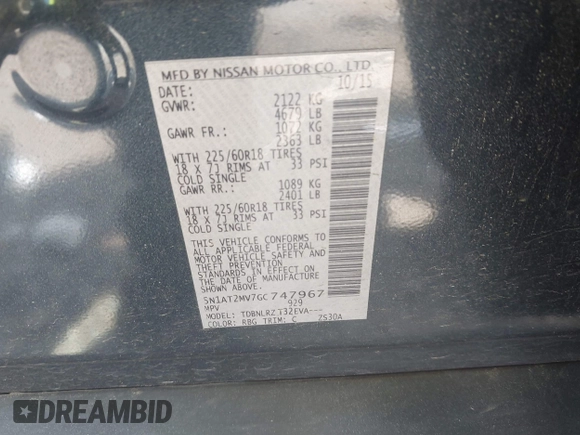 MFD BY NISSAN MOTOR CO., LTD.
DATE: 10/15
GVWR: 2122 KG
4679 LB
GAWR FR.: 1072 KG
2363 LB
WITH 225/60R18 TIRES
18 X 7J RIMS AT 33 PSI
COLD SINGLE
GAWR RR.: 1089 KG
2401 LB
WITH 225/60R18 TIRES
18 X 7J RIMS AT 33 PSI
COLD SINGLE
THIS VEHICLE CONFORMS TO
ALL APPLICABLE FEDERAL
MOTOR VEHICLE SAFETY AND
THEFT PREVENTION
STANDARDS IN EFFECT ON
THE DATE OF MANUFACTURE
SHOWN ABOVE.
5N1AT2MV7GC747967
MPV 929
MODEL: TDBNLRZ T32EVA---
COLOR: RBG TRIM: C ZS30A
DREAMBID